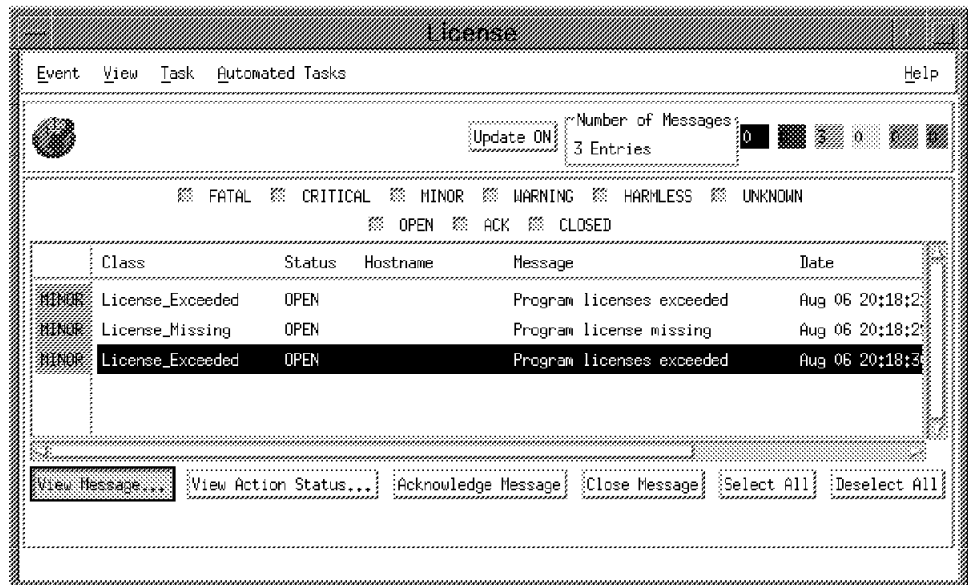 License
Event View Task Automated Tasks Help
Update ON
Number of Messages:
3 Entries
0 3 0
FATAL CRITICAL MINOR WARNING HARMLESS UNKNOWN
OPEN ACK CLOSED
Class Status Hostname Message Date
MINOR License_Exceeded OPEN Program licenses exceeded Aug 06 20:18:2
MINOR License_Missing OPEN Program license missing Aug 06 20:18:2
MINOR License_Exceeded OPEN Program licenses exceeded Aug 06 20:18:3
View Message... View Action Status... Acknowledge Message Close Message Select All Deselect All